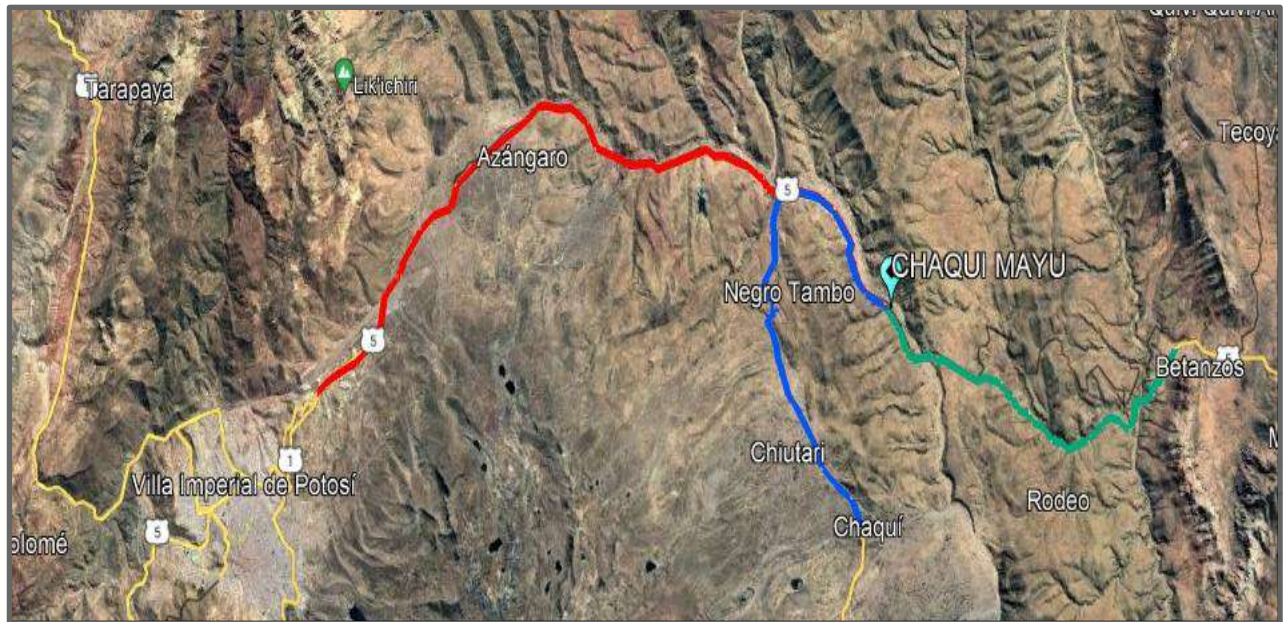 Tarapaya
Lik'ichiri
Azángaro
5
CHAQUI MAYU
Negro Tambo
5
Betanzos
1
Chiutari
Villa Imperial de Potosí
Rodeo
5
Chaquí